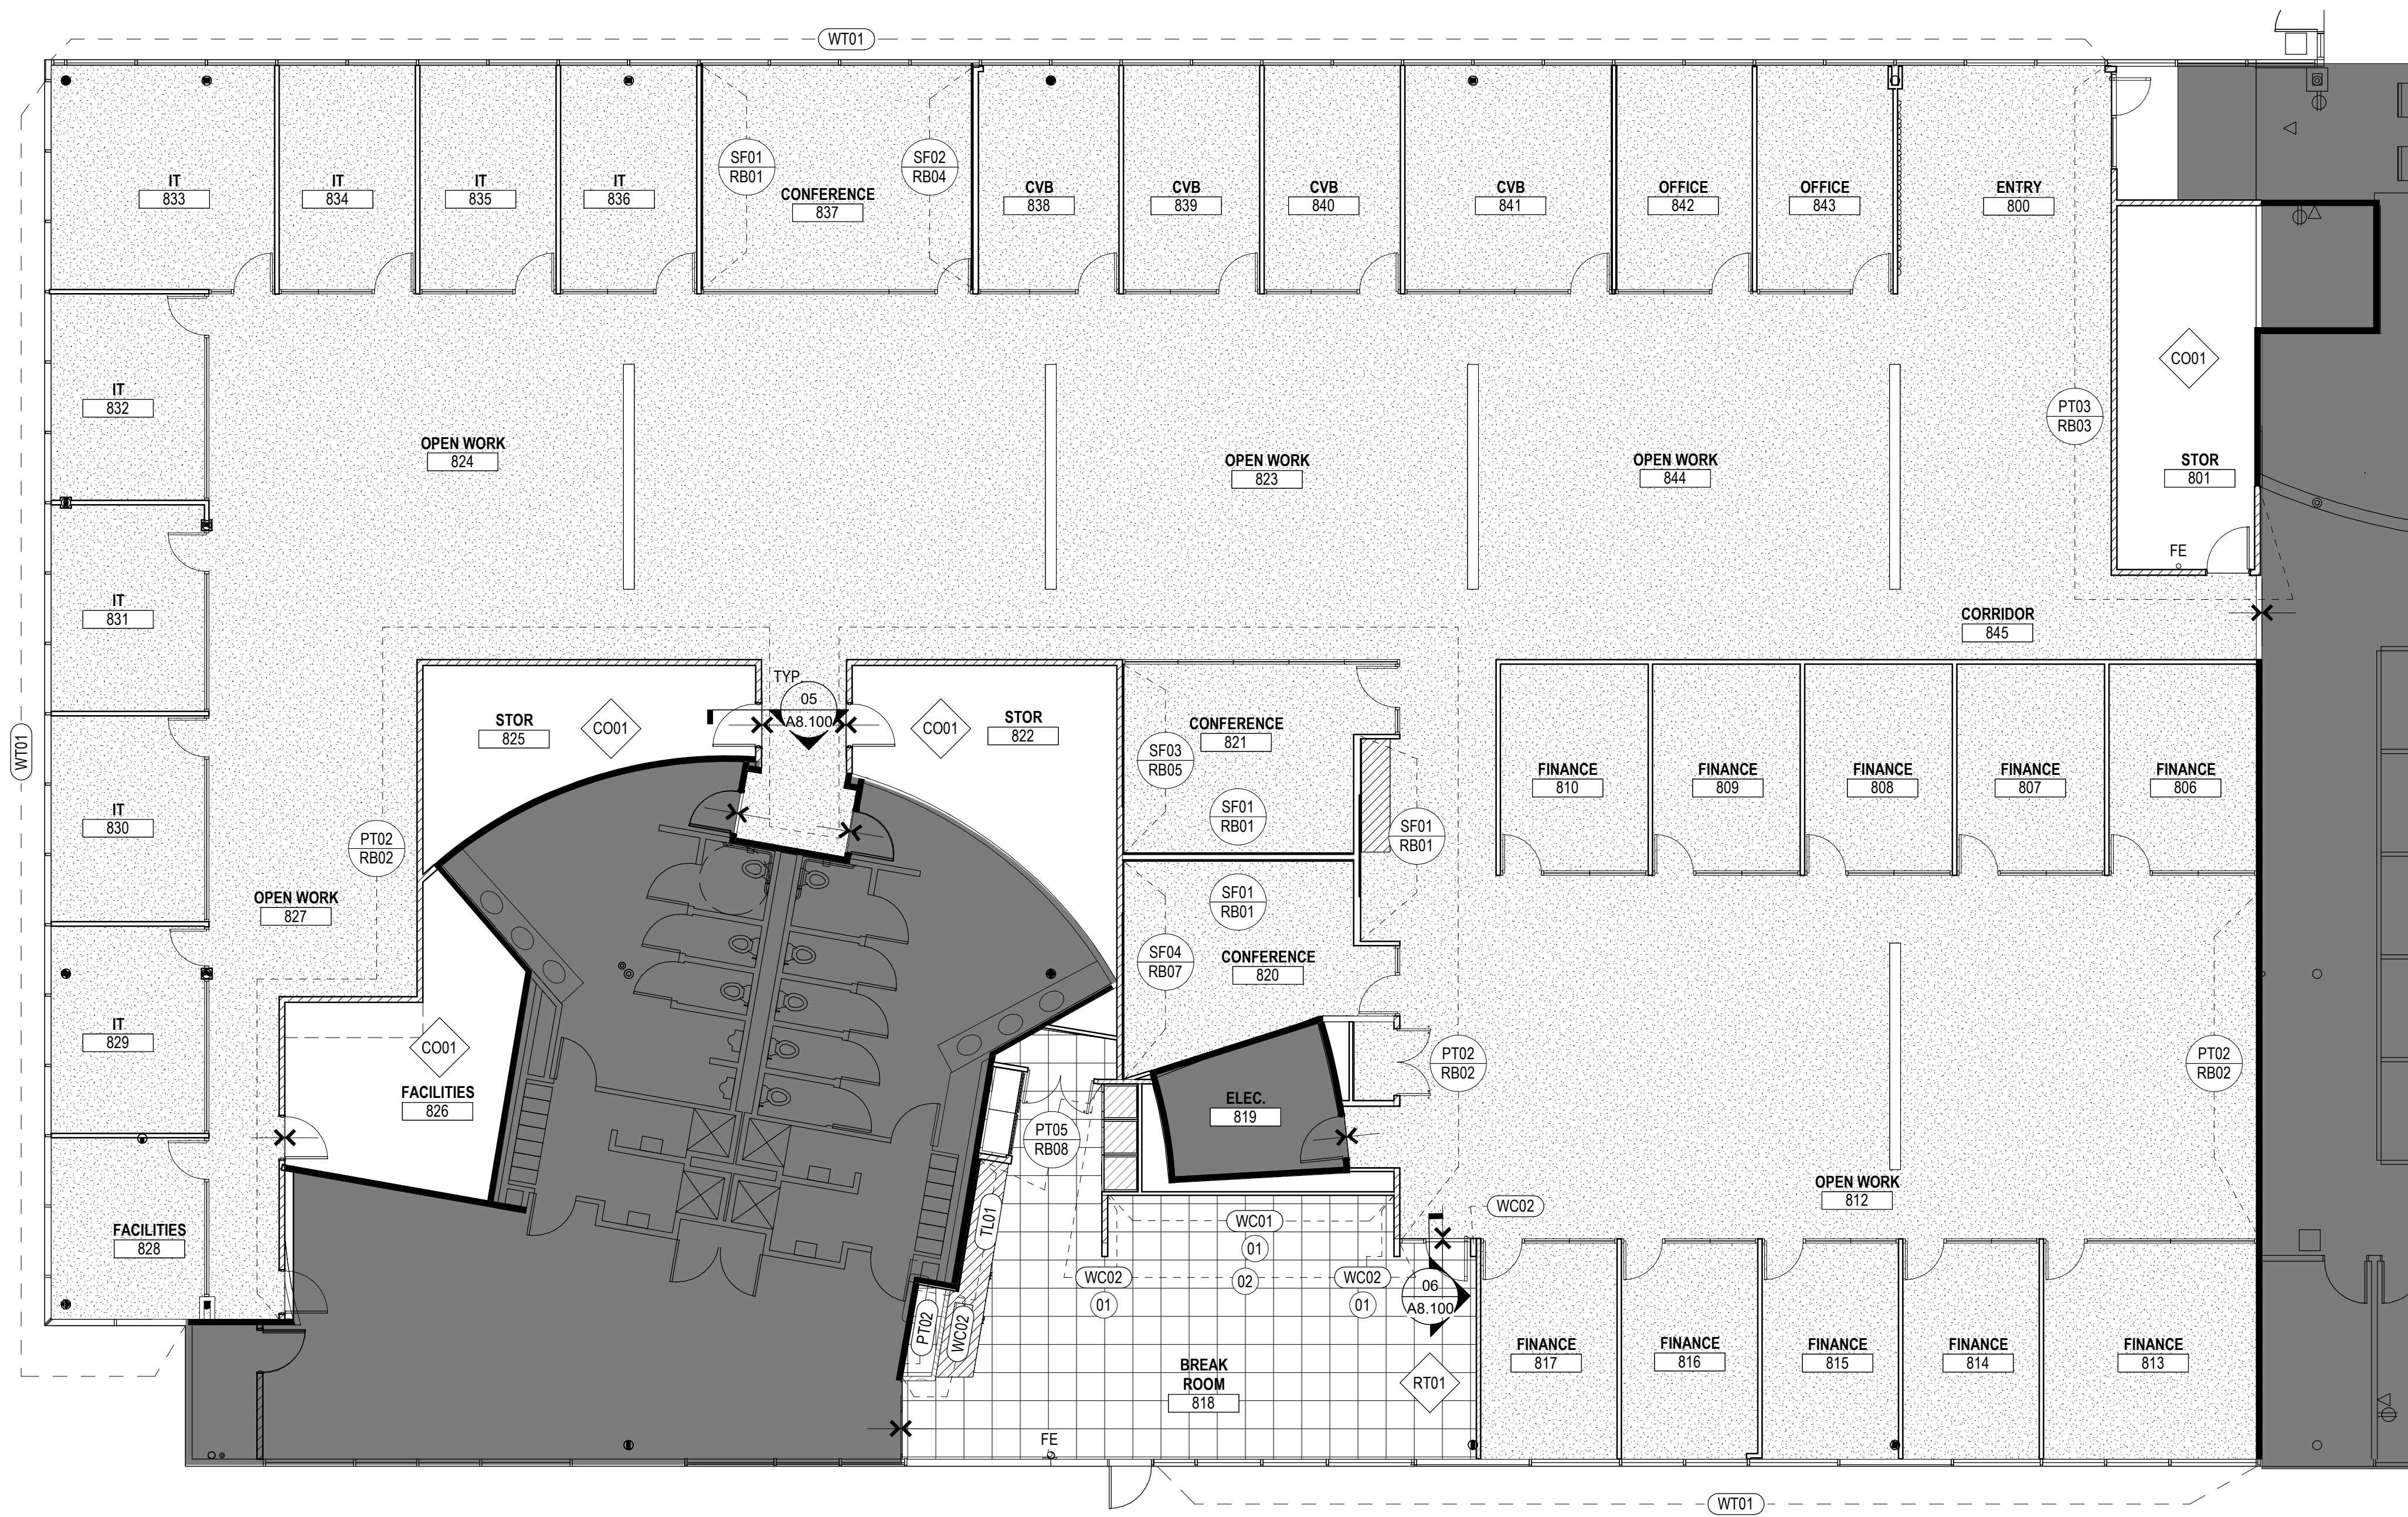 WT01
IT
833
IT
834
IT
835
IT
836
SF01
RB01
CONFERENCE
837
SF02
RB04
CVB
838
CVB
839
CVB
840
CVB
841
OFFICE
842
OFFICE
843
ENTRY
800
IT
832
OPEN WORK
824
OPEN WORK
823
OPEN WORK
844
PT03
RB03
CO01
STOR
801
FE
IT
831
CORRIDOR
845
WT01
STOR
825
CO01
TYP.
05
A8.100
CO01
STOR
822
CONFERENCE
821
SF03
RB05
SF01
RB01
SF01
RB01
FINANCE
810
FINANCE
809
FINANCE
808
FINANCE
807
FINANCE
806
IT
830
PT02
RB02
OPEN WORK
827
SF01
RB01
SF04
RB07
CONFERENCE
820
IT
829
CO01
FACILITIES
826
PT05
RB08
ELEC.
819
PT02
RB02
PT02
RB02
OPEN WORK
812
FACILITIES
828
TL01
WC01
01
02
WC02
01
WC02
01
WC02
06
A8.100
PT02
WC02
BREAK
ROOM
818
RT01
FE
FINANCE
817
FINANCE
816
FINANCE
815
FINANCE
814
FINANCE
813
WT01